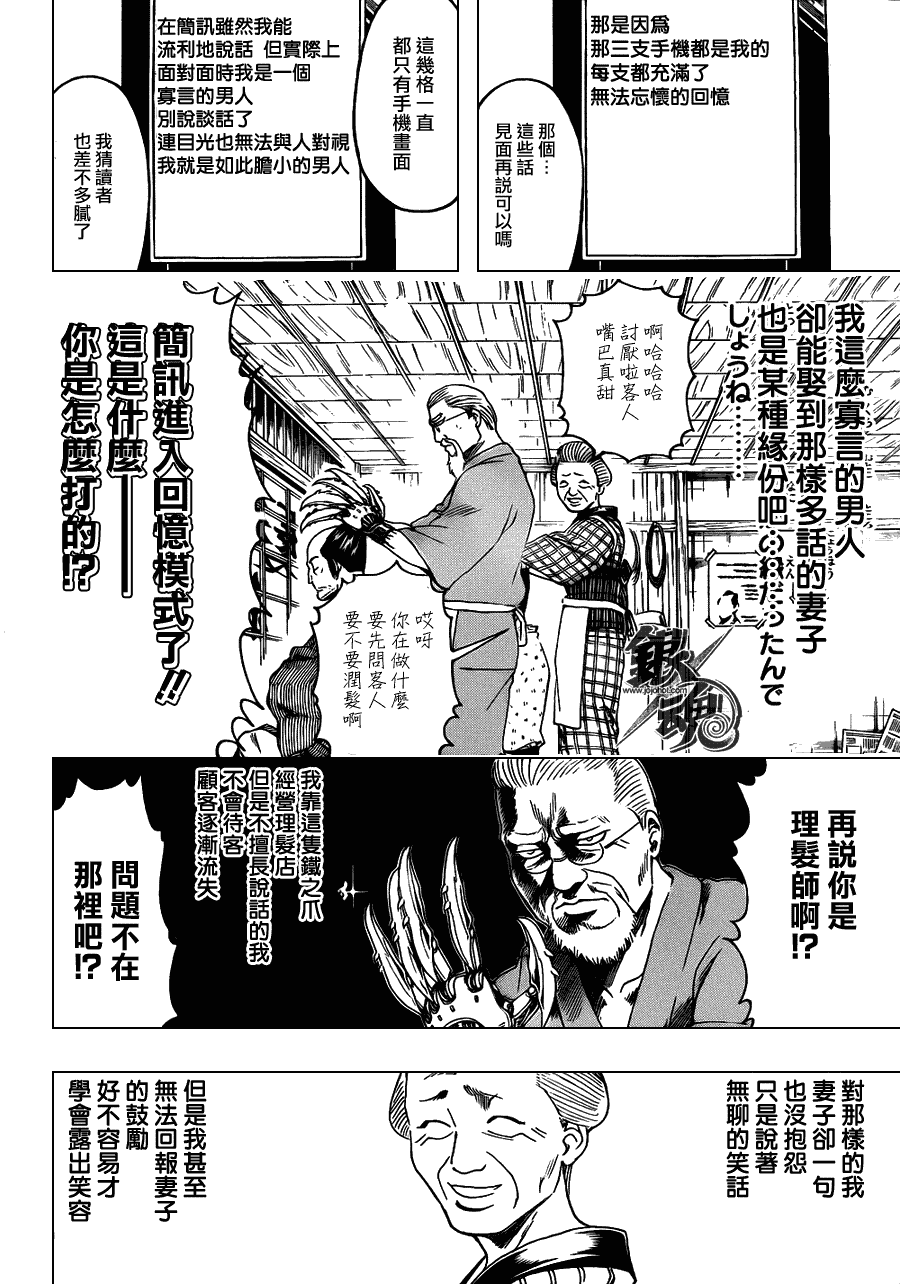 那是因爲
那三支手機都是我的
每支都充滿了
無法忘懷的回憶
那個…
這些話
見面再説可以嗎
這幾格一直
都只有手機畫面
在簡訊雖然我能
流利地說話 但實際上
面對面時我是一個
寡言的男人
別說談話了
連目光也無法與人對視
我就是如此膽小的男人
我猜讀者
也差不多膩了
我這麼寡言的男人
卻能娶到那樣多話的妻子
也是某種緣份吧
しょうね………
啊哈哈哈
討厭啦客人
嘴巴真甜
哎呀
你在做什麼
要先問客人
要不要潤髮啊
簡訊進入回憶模式了!!
這是什麼——
你是怎麼打的!?
銀魂
www.jojohot.com
再説你是
理髮師啊!?
我靠這隻鐵之爪
經營理髮店
但是不擅長說話的我
不會待客
顧客逐漸流失
問題不在
那裡吧!?
對那樣的我
妻子卻一句
也沒抱怨
只是説著
無聊的笑話
但是我甚至
無法回報妻子
的鼓勵
好不容易才
學會露出笑容